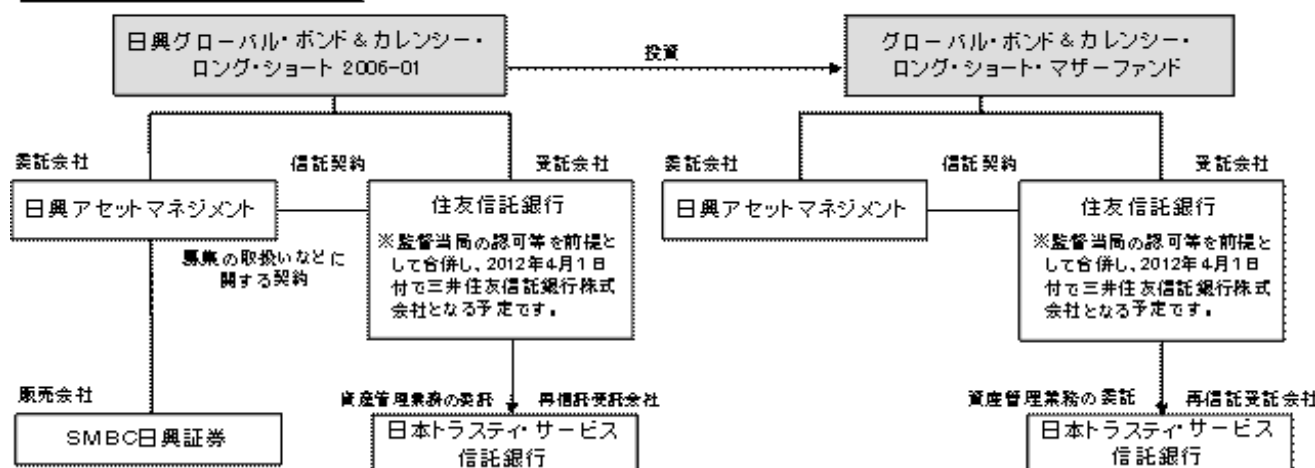 日興グローバル・ボンド＆カレンシー・
ロング・ショート 2006-01
投資
グローバル・ボンド＆カレンシー・
ロング・ショート・マザーファンド
委託会社
信託契約
受託会社
日興アセットマネジメント
住友信託銀行
※監督当局の認可等を前提と
して合併し、2012年4月1日
付で三井住友信託銀行株式
会社となる予定です。
募集の取扱いなどに
関する契約
販売会社
SMBC日興証券
資産管理業務の委託
再信託受託会社
日本トラスティ・サービス
信託銀行
委託会社
信託契約
受託会社
日興アセットマネジメント
住友信託銀行
※監督当局の認可等を前提と
して合併し、2012年4月1日
付で三井住友信託銀行株式
会社となる予定です。
資産管理業務の委託
再信託受託会社
日本トラスティ・サービス
信託銀行